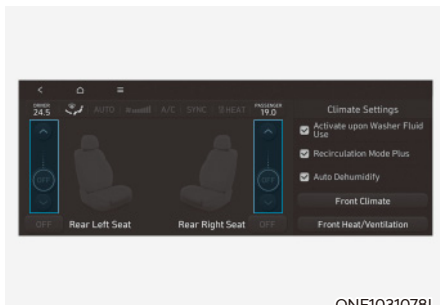 DRIVER
24.5
AUTO
A/C
SYNC
HEAT
PASSENGER
19.0
Climate Settings
Activate upon Washer Fluid
Use
Recirculation Mode Plus
Auto Dehumidify
OFF
OFF
Front Climate
OFF
Rear Left Seat
Rear Right Seat
OFF
Front Heat/Ventilation